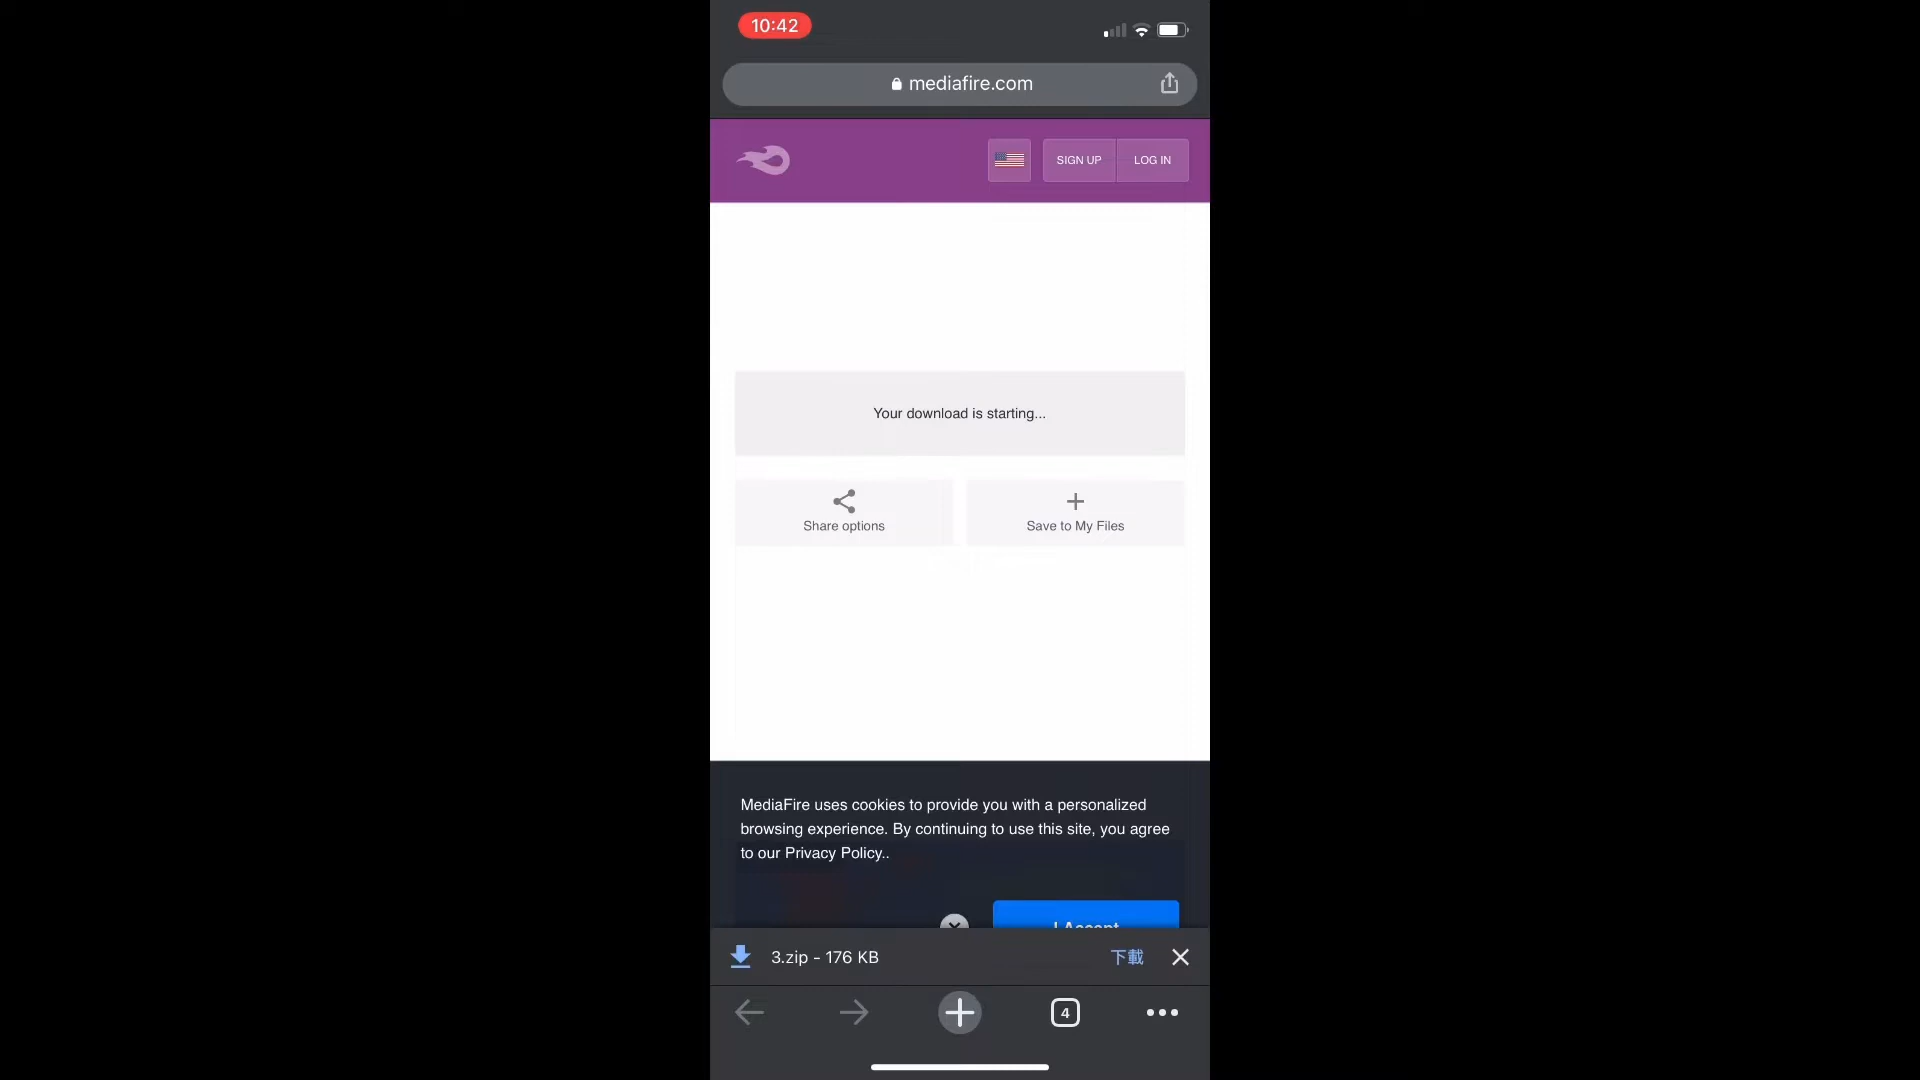 10:42
mediafire.com
SIGN UP
LOG IN
Your download is starting...
Share options
Save to My Files
MediaFire uses cookies to provide you with a personalized
browsing experience. By continuing to use this site, you agree
to our Privacy Policy..
I Accept
3.zip - 176 KB
下載
4